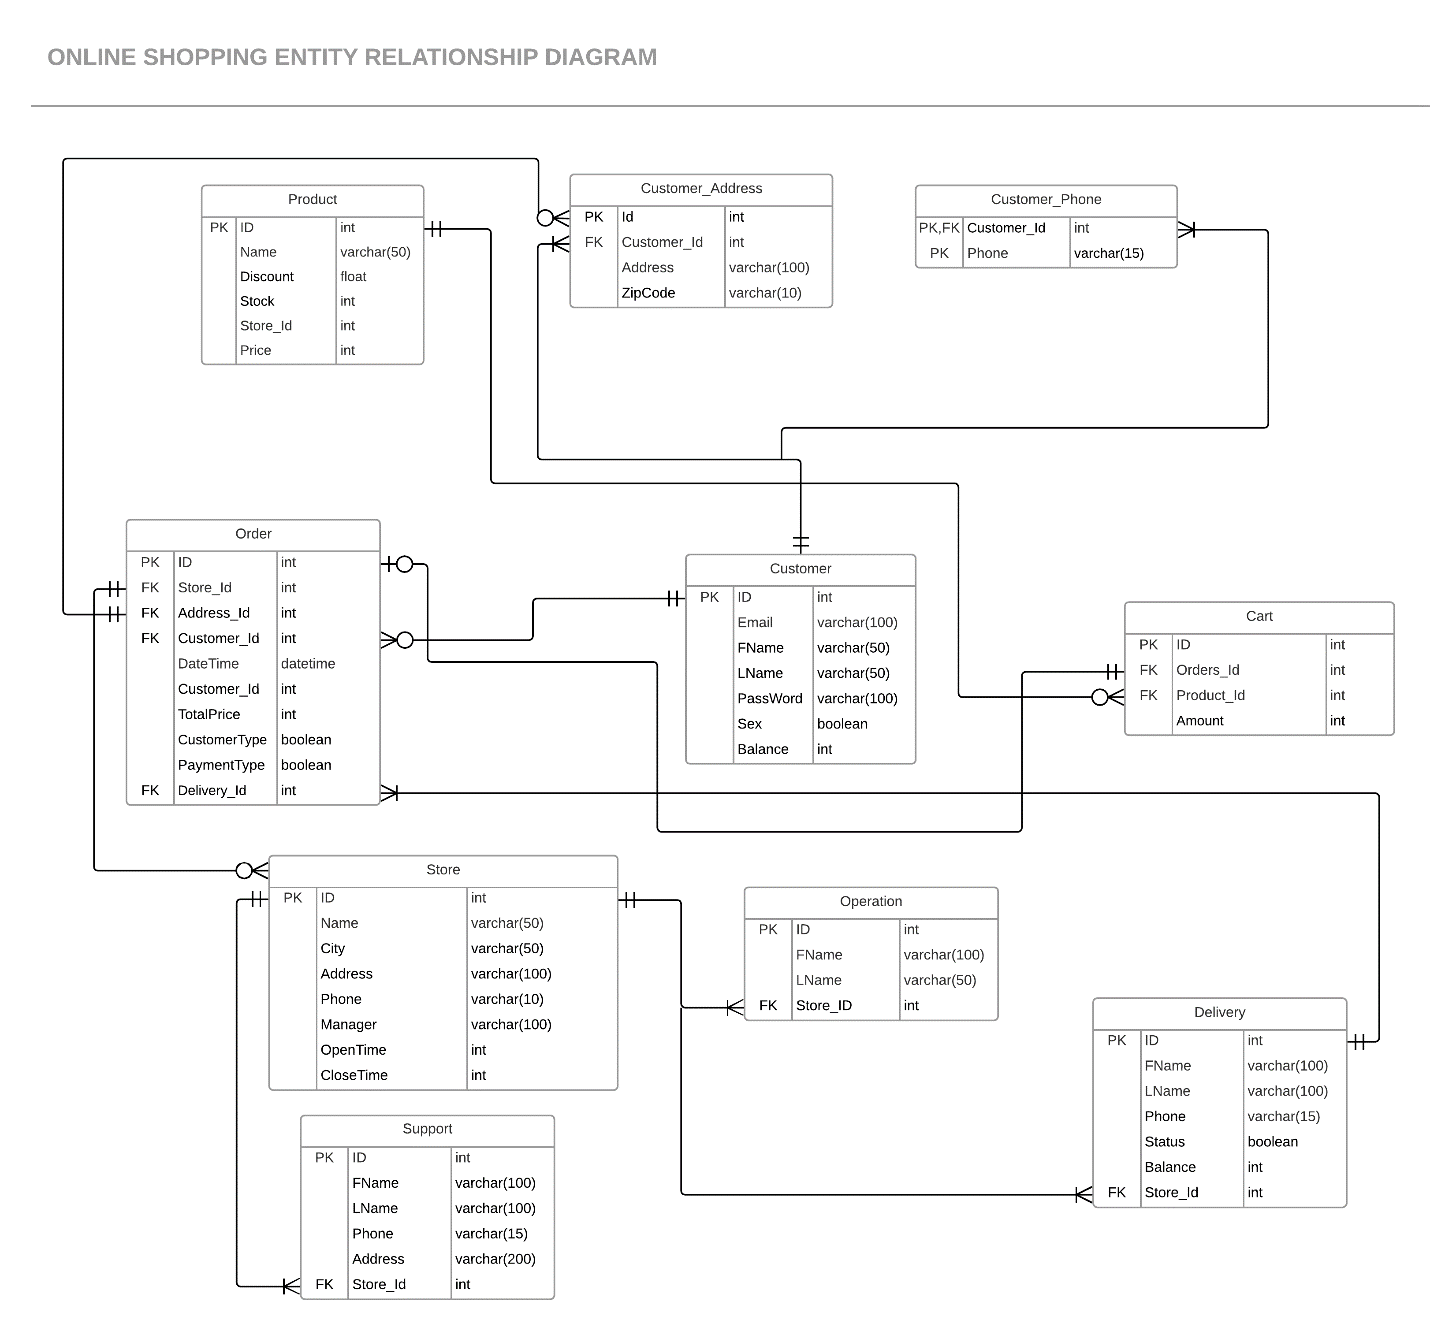 ONLINE SHOPPING ENTITY RELATIONSHIP DIAGRAM
Product
PK ID int
Name varchar(50)
Discount float
Stock int
Store_Id int
Price int
Customer_Address
PK Id int
FK Customer_Id int
Address varchar(100)
ZipCode varchar(10)
Customer_Phone
PK,FK Customer_Id int
PK Phone varchar(15)
Order
PK ID int
FK Store_Id int
FK Address_Id int
FK Customer_Id int
DateTime datetime
Customer_Id int
TotalPrice int
CustomerType boolean
PaymentType boolean
FK Delivery_Id int
Customer
PK ID int
Email varchar(100)
FName varchar(50)
LName varchar(50)
PassWord varchar(100)
Sex boolean
Balance int
Cart
PK ID int
FK Orders_Id int
FK Product_Id int
Amount int
Store
PK ID int
Name varchar(50)
City varchar(50)
Address varchar(100)
Phone varchar(10)
Manager varchar(100)
OpenTime int
CloseTime int
Operation
PK ID int
FName varchar(100)
LName varchar(50)
FK Store_ID int
Delivery
PK ID int
FName varchar(100)
LName varchar(100)
Phone varchar(15)
Status boolean
Balance int
FK Store_Id int
Support
PK ID int
FName varchar(100)
LName varchar(100)
Phone varchar(15)
Address varchar(200)
FK Store_Id int